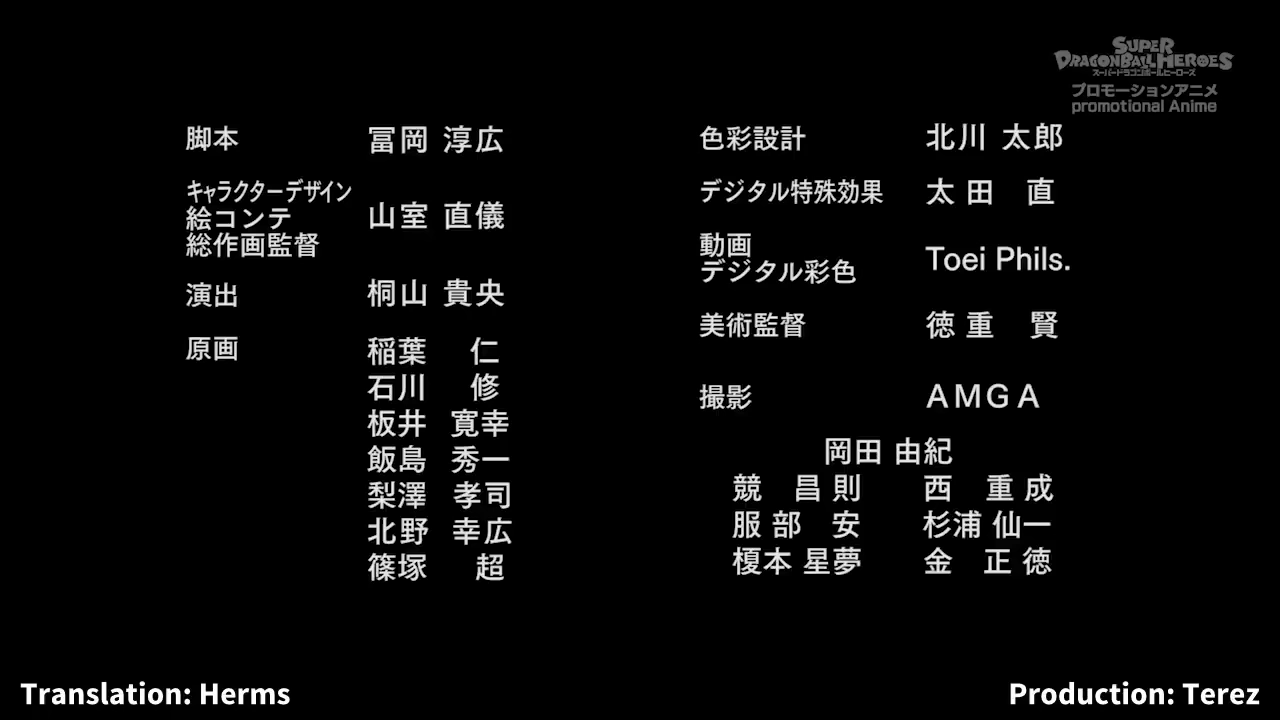 SUPER
DRAGONBALL HEROES
スーパードラゴンボールヒーローズ
プロモーションアニメ
promotional Anime
脚本 冨岡 淳広
キャラクターデザイン
絵コンテ 山室 直儀
総作画監督
演出 桐山 貴央
原画 稲葉 仁
石川 修
板井 寛幸
飯島 秀一
梨澤 孝司
北野 幸広
篠塚 超
色彩設計 北川 太郎
デジタル特殊効果 太田 直
動画
デジタル彩色 Toei Phils.
美術監督 徳重 賢
撮影 AMGA
岡田 由紀
競 昌則 西 重成
服部 安 杉浦 仙一
榎本 星夢 金 正徳
Translation: Herms
Production: Terez